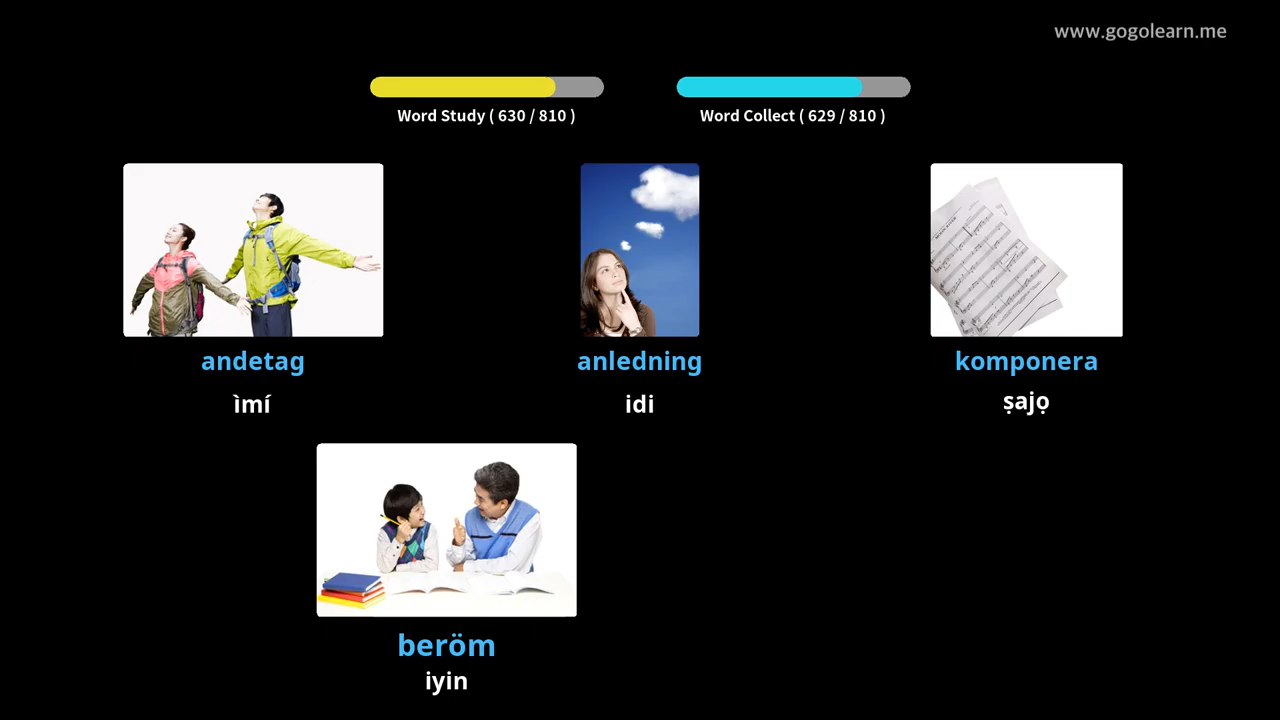 www.gogolearn.me
Word Study ( 630 / 810 )
Word Collect ( 629 / 810 )
andetag
ìmí
anledning
idi
komponera
ṣajọ
beröm
iyin